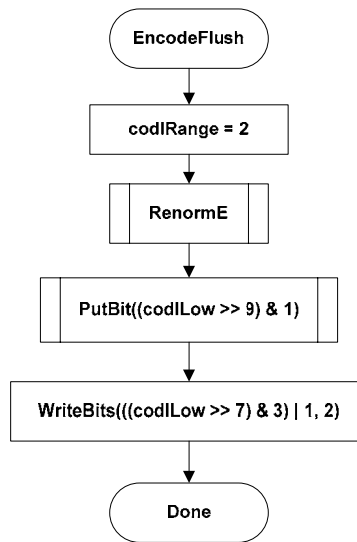 EncodeFlush
codIRange = 2
RenormE
PutBit((codILow >> 9) & 1)
WriteBits(((codILow >> 7) & 3) | 1, 2)
Done